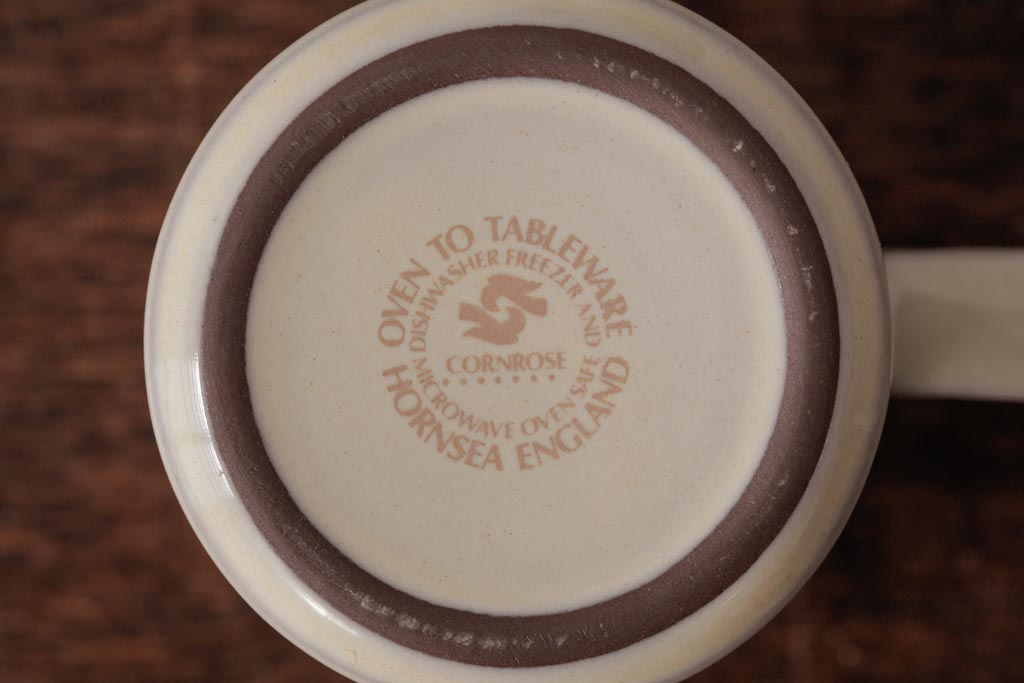 OVEN TO TABLEWARE
DISHWASHER FREEZER AND
CORNROSE
MICROWAVE OVEN SAFE
HORNSEA ENGLAND